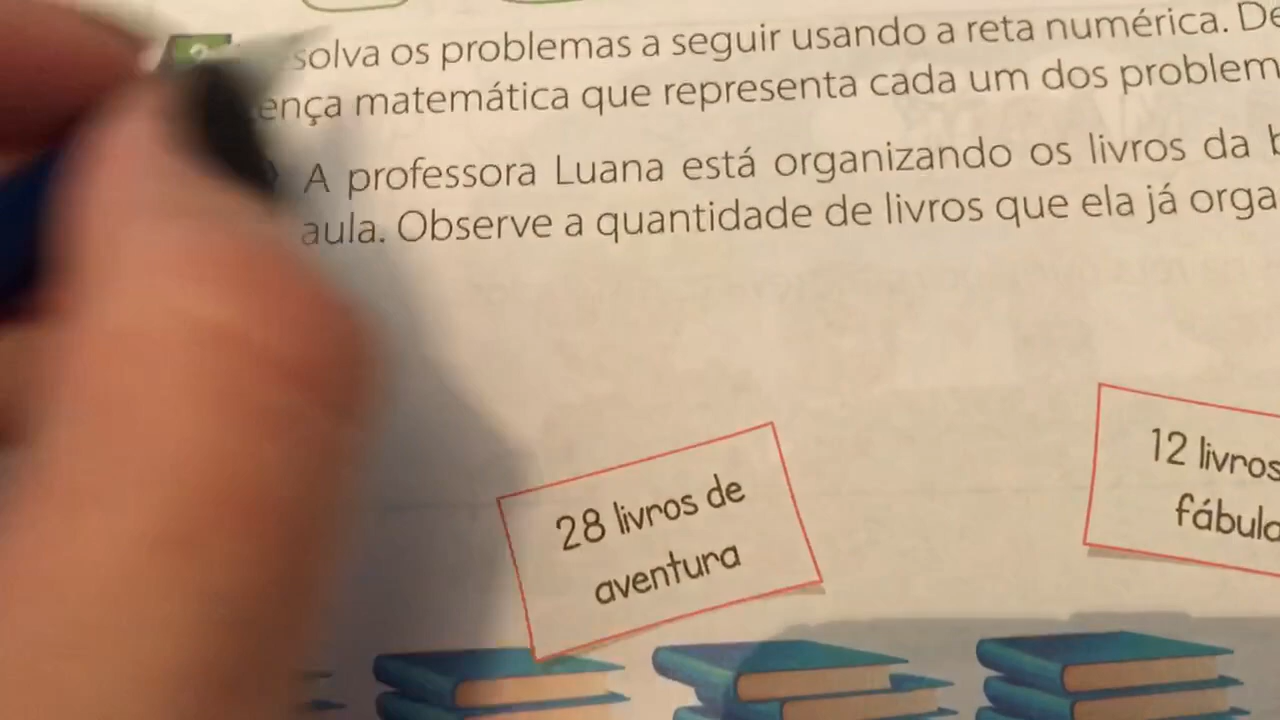 solva os problemas a seguir usando a reta numérica. De
ença matemática que representa cada um dos problem
A professora Luana está organizando os livros da b
aula. Observe a quantidade de livros que ela já orga
28 livros de
aventura
12 livros
fábula